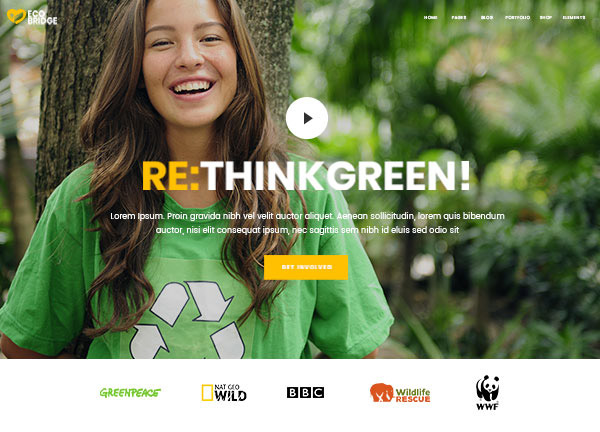 ECO
BRIDGE
HOME PAGES BLOG PORTFOLIO SHOP ELEMENTS
RE:THINKGREEN!
Lorem Ipsum. Proin gravida nibh vel velit auctor aliquet. Aenean sollicitudin, lorem quis bibendum
auctor, nisi elit consequat ipsum, nec sagittis sem nibh id eluis sed odio sit
GET INVOLVED
GREENPEACE
NAT GEO
WILD
BBC
Wildlife
RESCUE
WWF